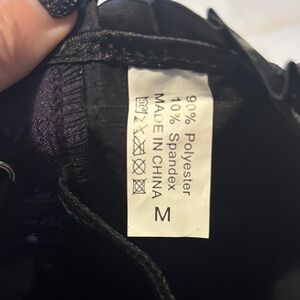 90% Polyester
10% Spandex
MADE IN CHINA
M